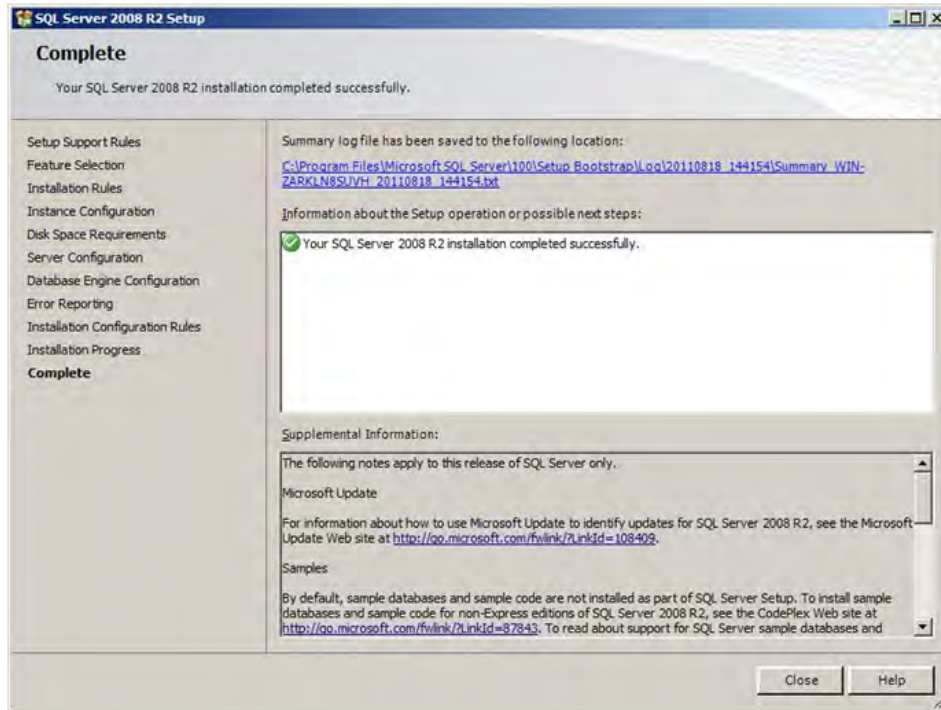 SQL Server 2008 R2 Setup
Complete
Your SQL Server 2008 R2 installation completed successfully.
Setup Support Rules
Feature Selection
Installation Rules
Instance Configuration
Disk Space Requirements
Server Configuration
Database Engine Configuration
Error Reporting
Installation Configuration Rules
Installation Progress
Complete
Summary log file has been saved to the following location:
C:\Program Files\Microsoft SQL Server\100\Setup Bootstrap\Log\20110818_144154\Summary_WIN-
ZARKLN8SUVH_20110818_144154.txt
Information about the Setup operation or possible next steps:
Your SQL Server 2008 R2 installation completed successfully.
Supplemental Information:
The following notes apply to this release of SQL Server only.
Microsoft Update
For information about how to use Microsoft Update to identify updates for SQL Server 2008 R2, see the Microsoft
Update Web site at http://go.microsoft.com/fwlink/?LinkId=108409.
Samples
By default, sample databases and sample code are not installed as part of SQL Server Setup. To install sample
databases and sample code for non-Express editions of SQL Server 2008 R2, see the CodePlex Web site at
http://go.microsoft.com/fwlink/?LinkId=87843. To read about support for SQL Server sample databases and
Close
Help